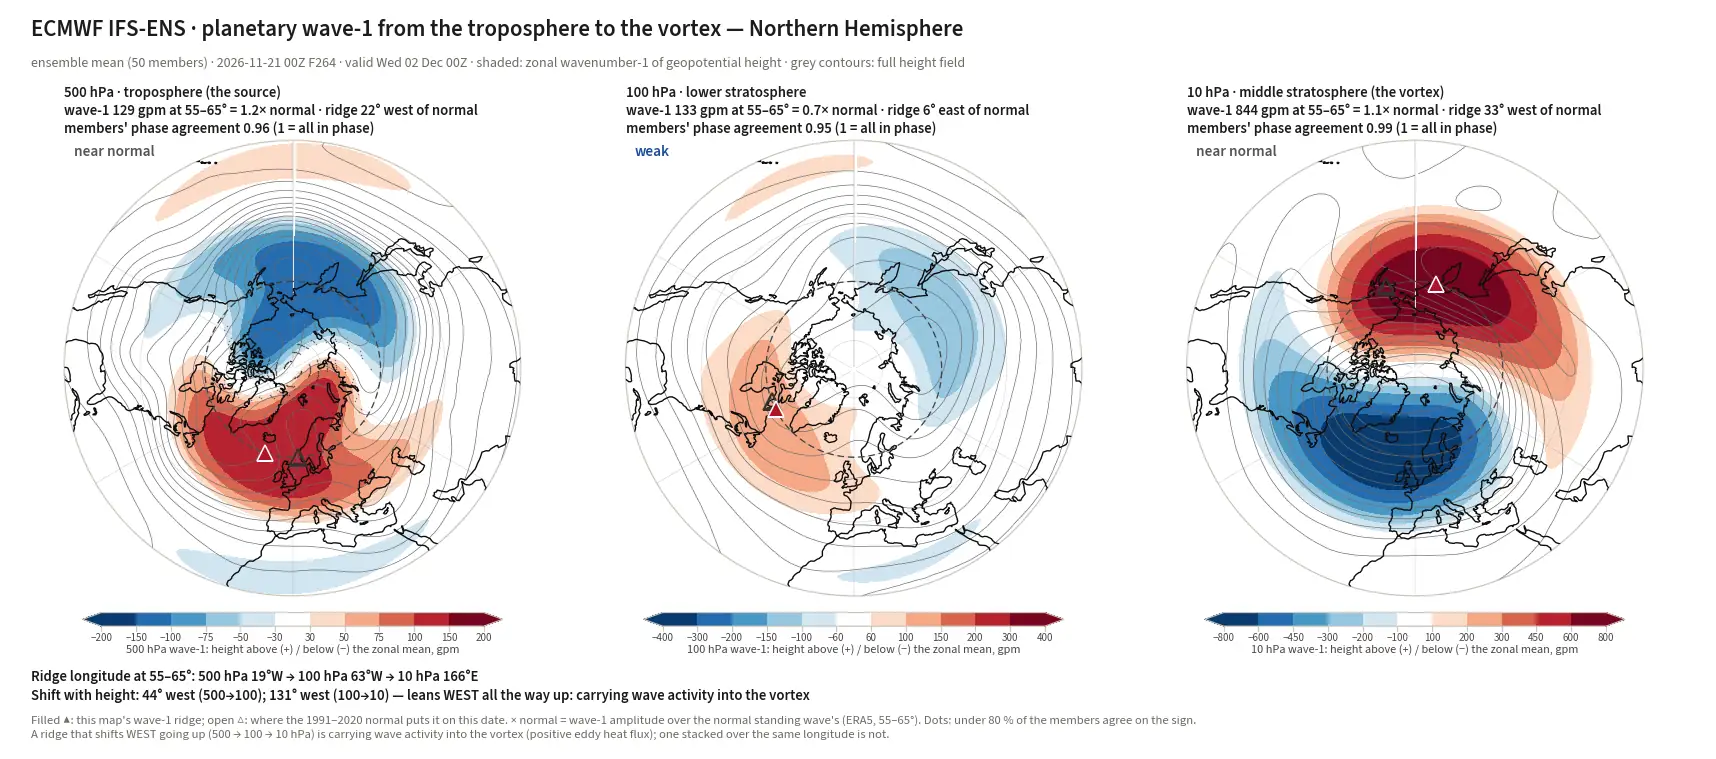 ECMWF IFS-ENS · planetary wave-1 from the troposphere to the vortex — Northern Hemisphere
ensemble mean (50 members) · 2026-11-21 00Z F264 · valid Wed 02 Dec 00Z · shaded: zonal wavenumber-1 of geopotential height · grey contours: full height field
500 hPa · troposphere (the source)
wave-1 129 gpm at 55–65° = 1.2× normal · ridge 22° west of normal
members' phase agreement 0.96 (1 = all in phase)
near normal
100 hPa · lower stratosphere
wave-1 133 gpm at 55–65° = 0.7× normal · ridge 6° east of normal
members' phase agreement 0.95 (1 = all in phase)
weak
10 hPa · middle stratosphere (the vortex)
wave-1 844 gpm at 55–65° = 1.1× normal · ridge 33° west of normal
members' phase agreement 0.99 (1 = all in phase)
near normal
−200 −150 −100 −75 −50 −30 30 50 75 100 150 200
500 hPa wave-1: height above (+) / below (−) the zonal mean, gpm
−400 −300 −200 −150 −100 −60 60 100 150 200 300 400
100 hPa wave-1: height above (+) / below (−) the zonal mean, gpm
−800 −600 −450 −300 −200 −100 100 200 300 450 600 800
10 hPa wave-1: height above (+) / below (−) the zonal mean, gpm
Ridge longitude at 55–65°: 500 hPa 19°W → 100 hPa 63°W → 10 hPa 166°E
Shift with height: 44° west (500→100); 131° west (100→10) — leans WEST all the way up: carrying wave activity into the vortex
Filled ▲: this map's wave-1 ridge; open △: where the 1991–2020 normal puts it on this date. × normal = wave-1 amplitude over the normal standing wave's (ERA5, 55–65°). Dots: under 80 % of the members agree on the sign.
A ridge that shifts WEST going up (500 → 100 → 10 hPa) is carrying wave activity into the vortex (positive eddy heat flux); one stacked over the same longitude is not.